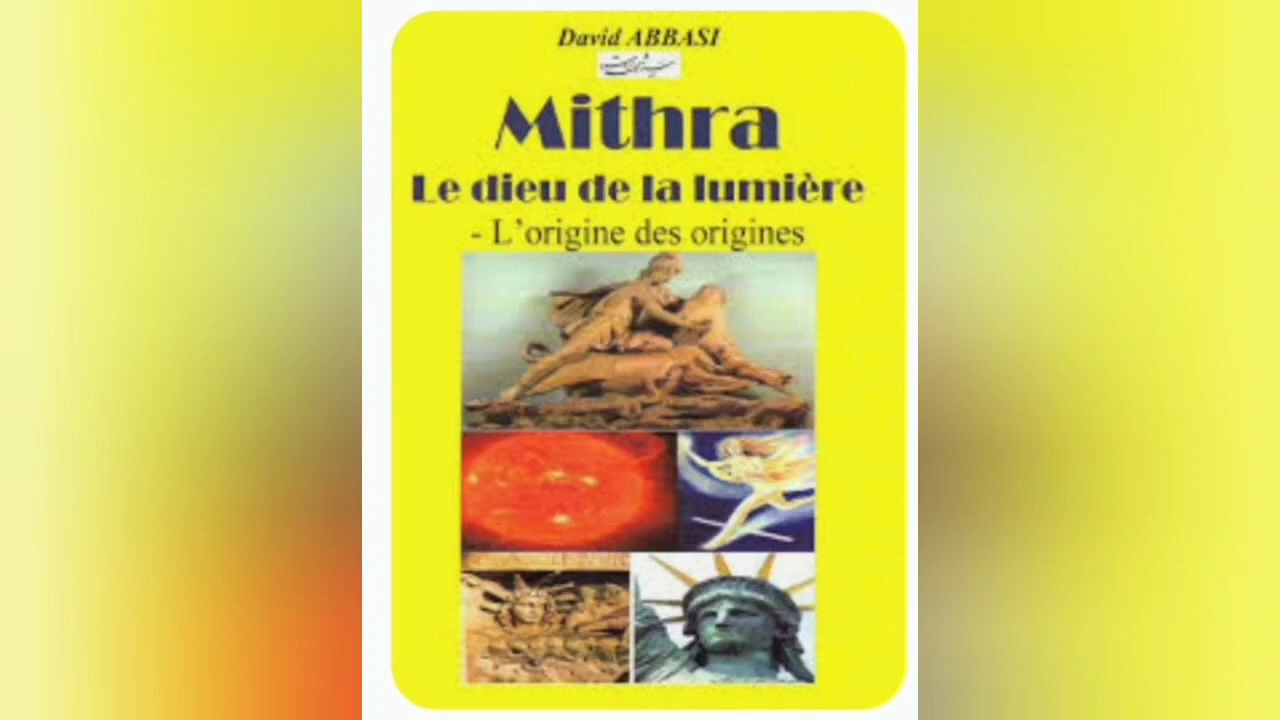 David ABBASI
Mithra
Le dieu de la lumière
- L'origine des origines